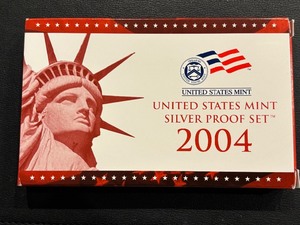 UNITED STATES MINT
UNITED STATES MINT
SILVER PROOF SET™
2004